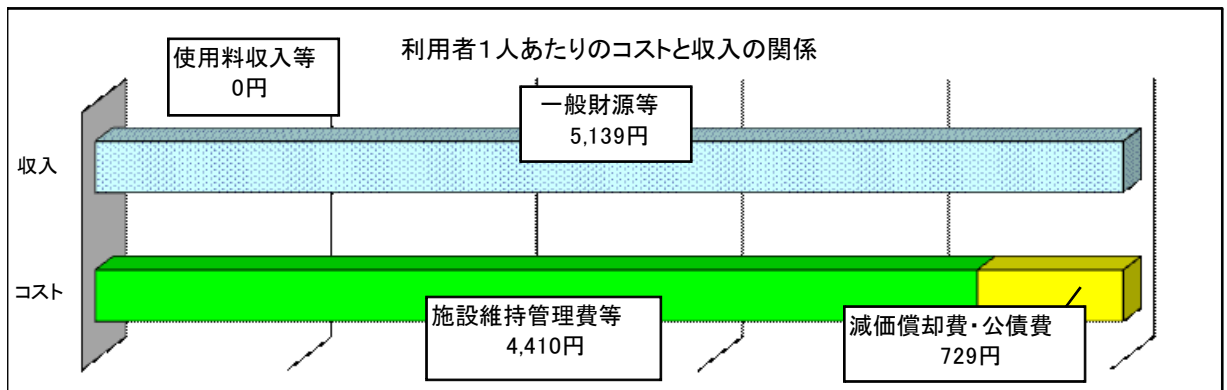 利用者1人あたりのコストと収入の関係
使用料収入等
0円
一般財源等
5,139円
収入
コスト
施設維持管理費等
4,410円
減価償却費・公債費
729円